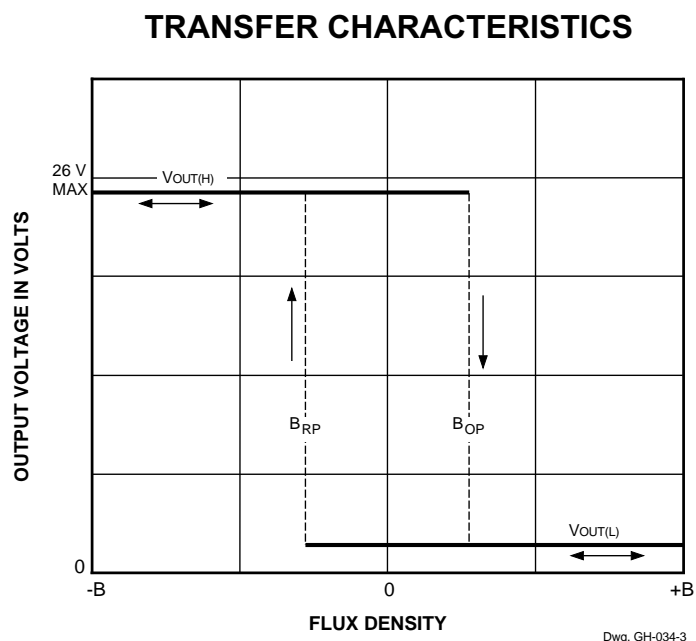 TRANSFER CHARACTERISTICS
26 V
MAX
VOUT(H)
OUTPUT VOLTAGE IN VOLTS
BRP
BOP
VOUT(L)
0
-B
0
+B
FLUX DENSITY
Dwg. GH-034-3